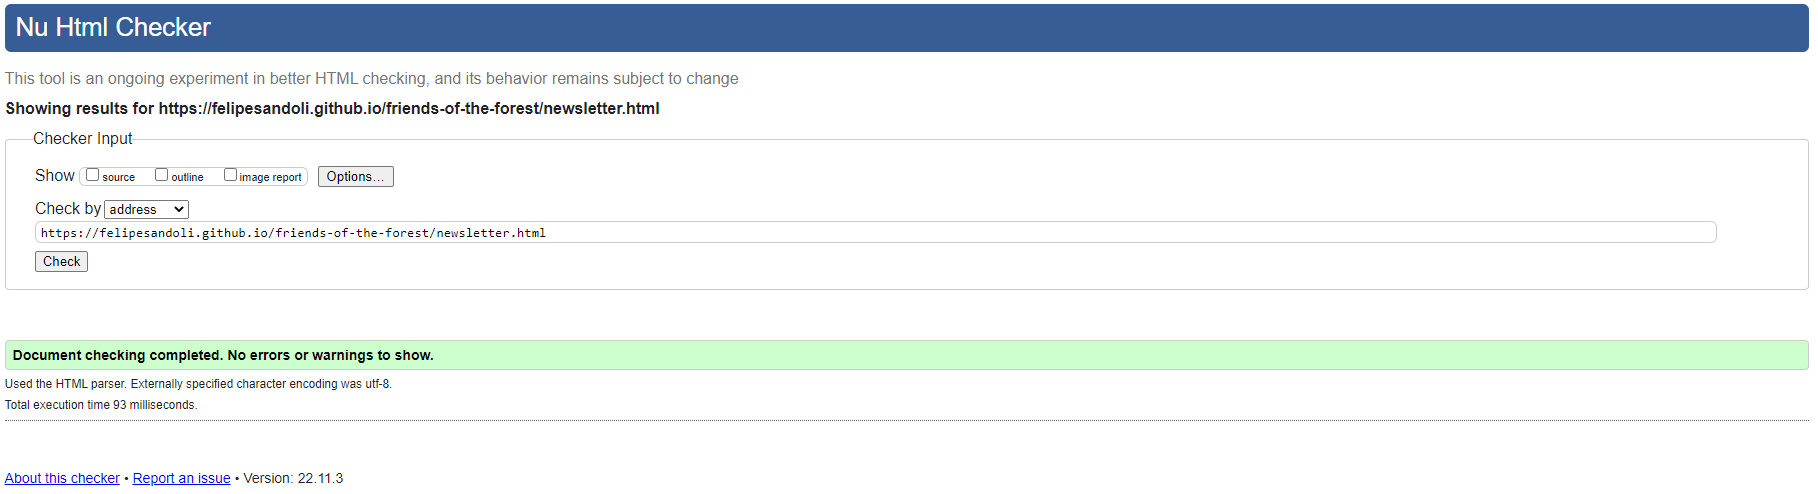 Nu Html Checker
This tool is an ongoing experiment in better HTML checking, and its behavior remains subject to change
Showing results for https://felipesandoli.github.io/friends-of-the-forest/newsletter.html
Checker Input
Show source outline image report Options...
Check by address
https://felipesandoli.github.io/friends-of-the-forest/newsletter.html
Check
Document checking completed. No errors or warnings to show.
Used the HTML parser. Externally specified character encoding was utf-8.
Total execution time 93 milliseconds.
About this checker • Report an issue • Version: 22.11.3